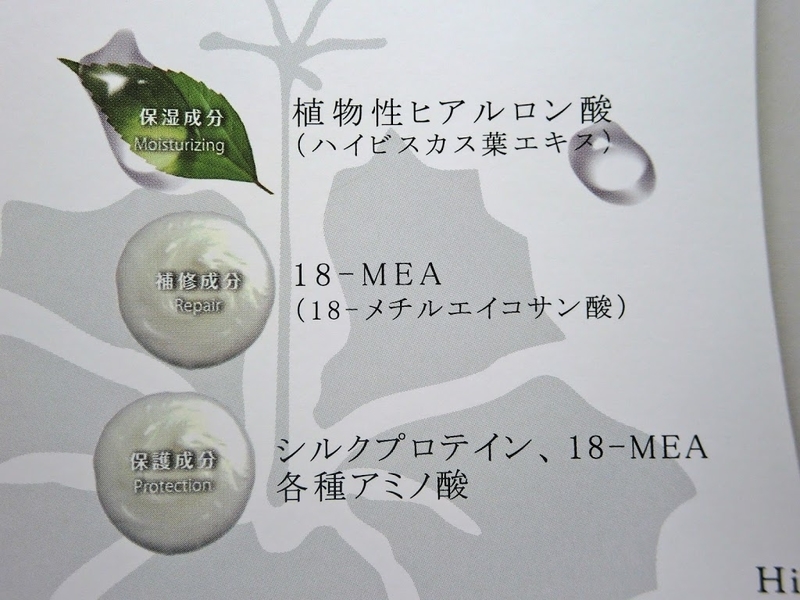 保湿成分
Moisturizing
植物性ヒアルロン酸
（ハイビスカス葉エキス）
補修成分
Repair
18-MEA
（18-メチルエイコサン酸）
保護成分
Protection
シルクプロテイン、18-MEA
各種アミノ酸